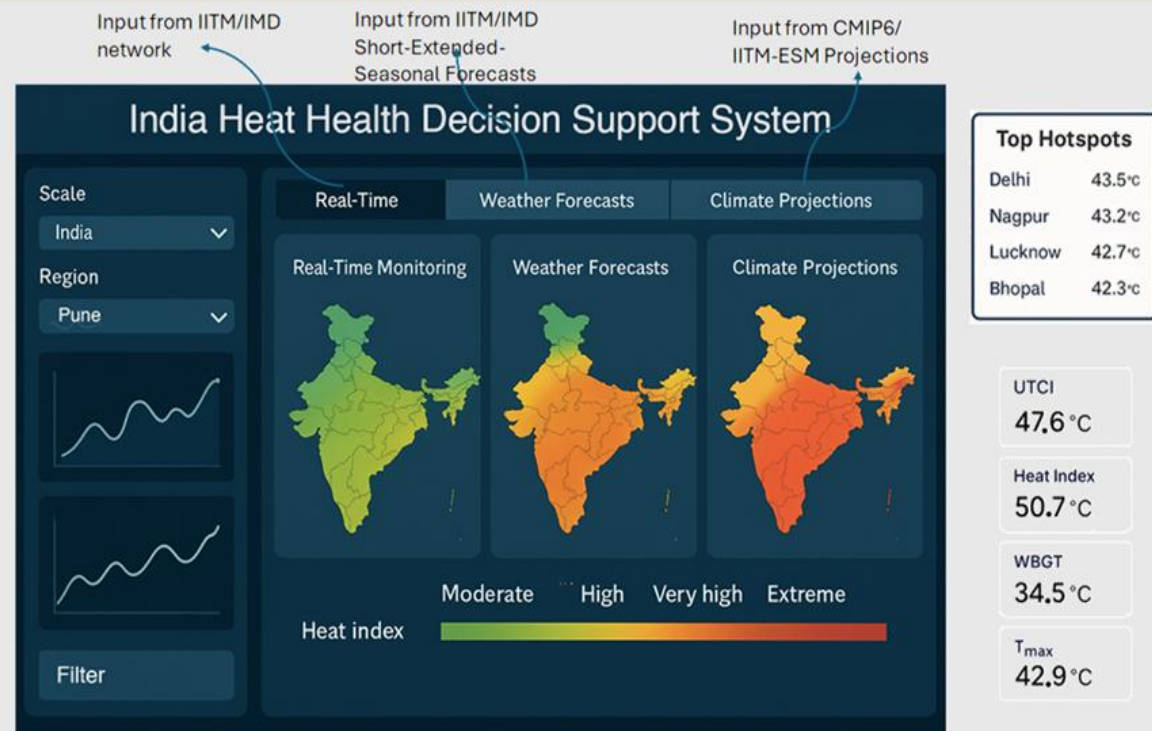 Input from IITM/IMD
network
Input from IITM/IMD
Short-Extended-
Seasonal Forecasts
Input from CMIP6/
IITM-ESM Projections
India Heat Health Decision Support System
Scale
India
Region
Pune
Filter
Real-Time
Weather Forecasts
Climate Projections
Real-Time Monitoring
Weather Forecasts
Climate Projections
Moderate High Very high Extreme
Heat index
Top Hotspots
Delhi 43.5°C
Nagpur 43.2°C
Lucknow 42.7°C
Bhopal 42.3°C
UTCI
47.6 °C
Heat Index
50.7 °C
WBGT
34.5 °C
Tmax
42.9 °C